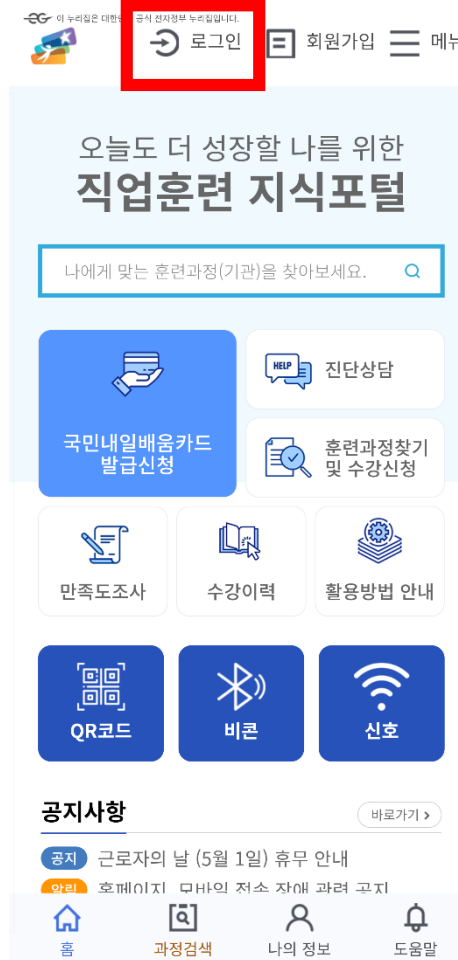 이 누리집은 대한민 공식 전자정부 누리집입니다.
로그인 회원가입 메뉴
오늘도 더 성장할 나를 위한
직업훈련 지식포털
나에게 맞는 훈련과정(기관)을 찾아보세요.
국민내일배움카드
발급신청
HELP 진단상담
훈련과정찾기
및 수강신청
만족도조사 수강이력 활용방법 안내
QR코드 비콘 신호
공지사항 바로가기 >
공지 근로자의 날 (5월 1일) 휴무 안내
알림 홈페이지, 모바일 접속 장애 관련 공지
홈 과정검색 나의 정보 도움말